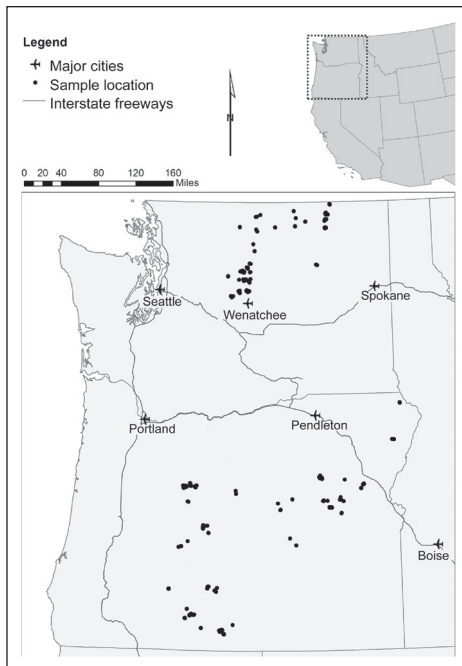 Legend
Major cities
Sample location
Interstate freeways
N
0 20 40 80 120 160
Miles
Seattle
Spokane
Wenatchee
Portland
Pendleton
Boise